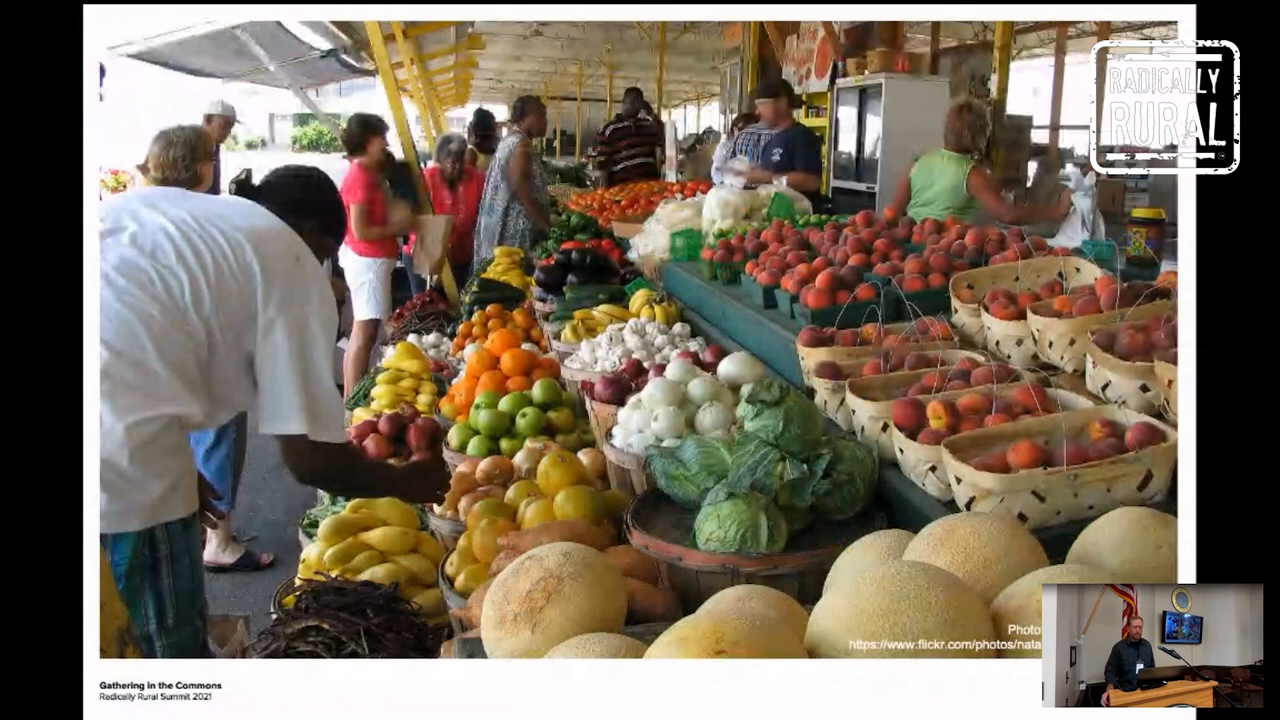 RADICALLY
RURAL
Photo
https://www.flickr.com/photos/nata
Gathering in the Commons
Radically Rural Summit 2021